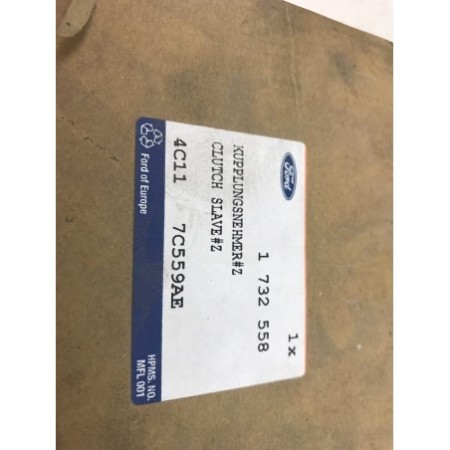 Ford
1x
1 732 558
KUPPLUNGSNEHMER#Z
CLUTCH SLAVE#Z
4C11 7C559AE
Ford of Europe
HPMS. NO.
MFL 001